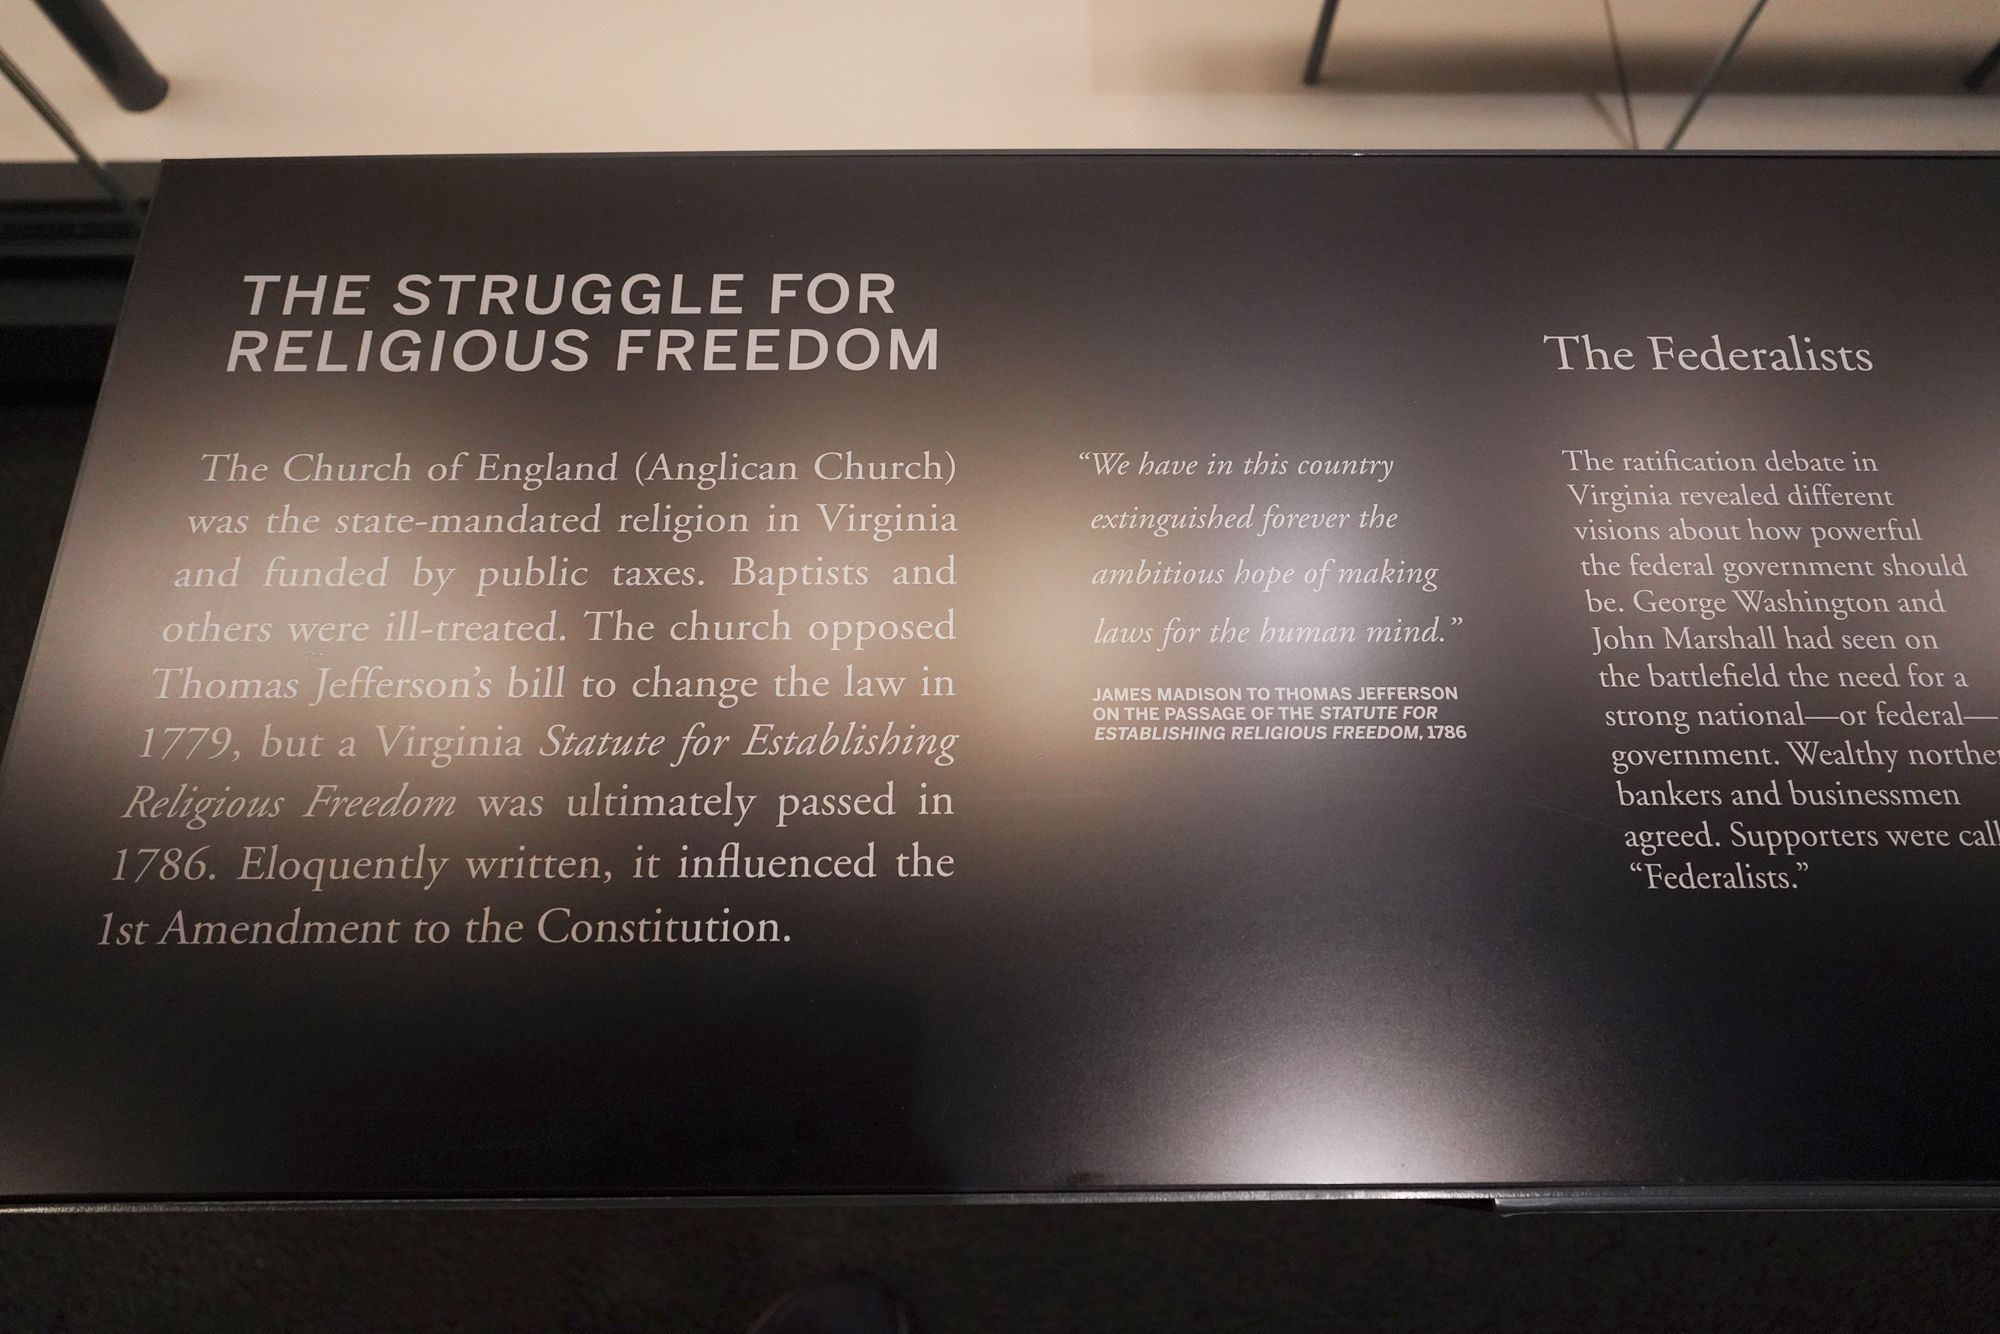 THE STRUGGLE FOR
RELIGIOUS FREEDOM
The Church of England (Anglican Church)
was the state-mandated religion in Virginia
and funded by public taxes. Baptists and
others were ill-treated. The church opposed
Thomas Jefferson's bill to change the law in
1779, but a Virginia Statute for Establishing
Religious Freedom was ultimately passed in
1786. Eloquently written, it influenced the
1st Amendment to the Constitution.
“We have in this country
extinguished forever the
ambitious hope of making
laws for the human mind.”
JAMES MADISON TO THOMAS JEFFERSON
ON THE PASSAGE OF THE STATUTE FOR
ESTABLISHING RELIGIOUS FREEDOM, 1786
The Federalists
The ratification debate in
Virginia revealed different
visions about how powerful
the federal government should
be. George Washington and
John Marshall had seen on
the battlefield the need for a
strong national—or federal—
government. Wealthy
bankers and businessmen
agreed. Supporters were
“Federalists.”